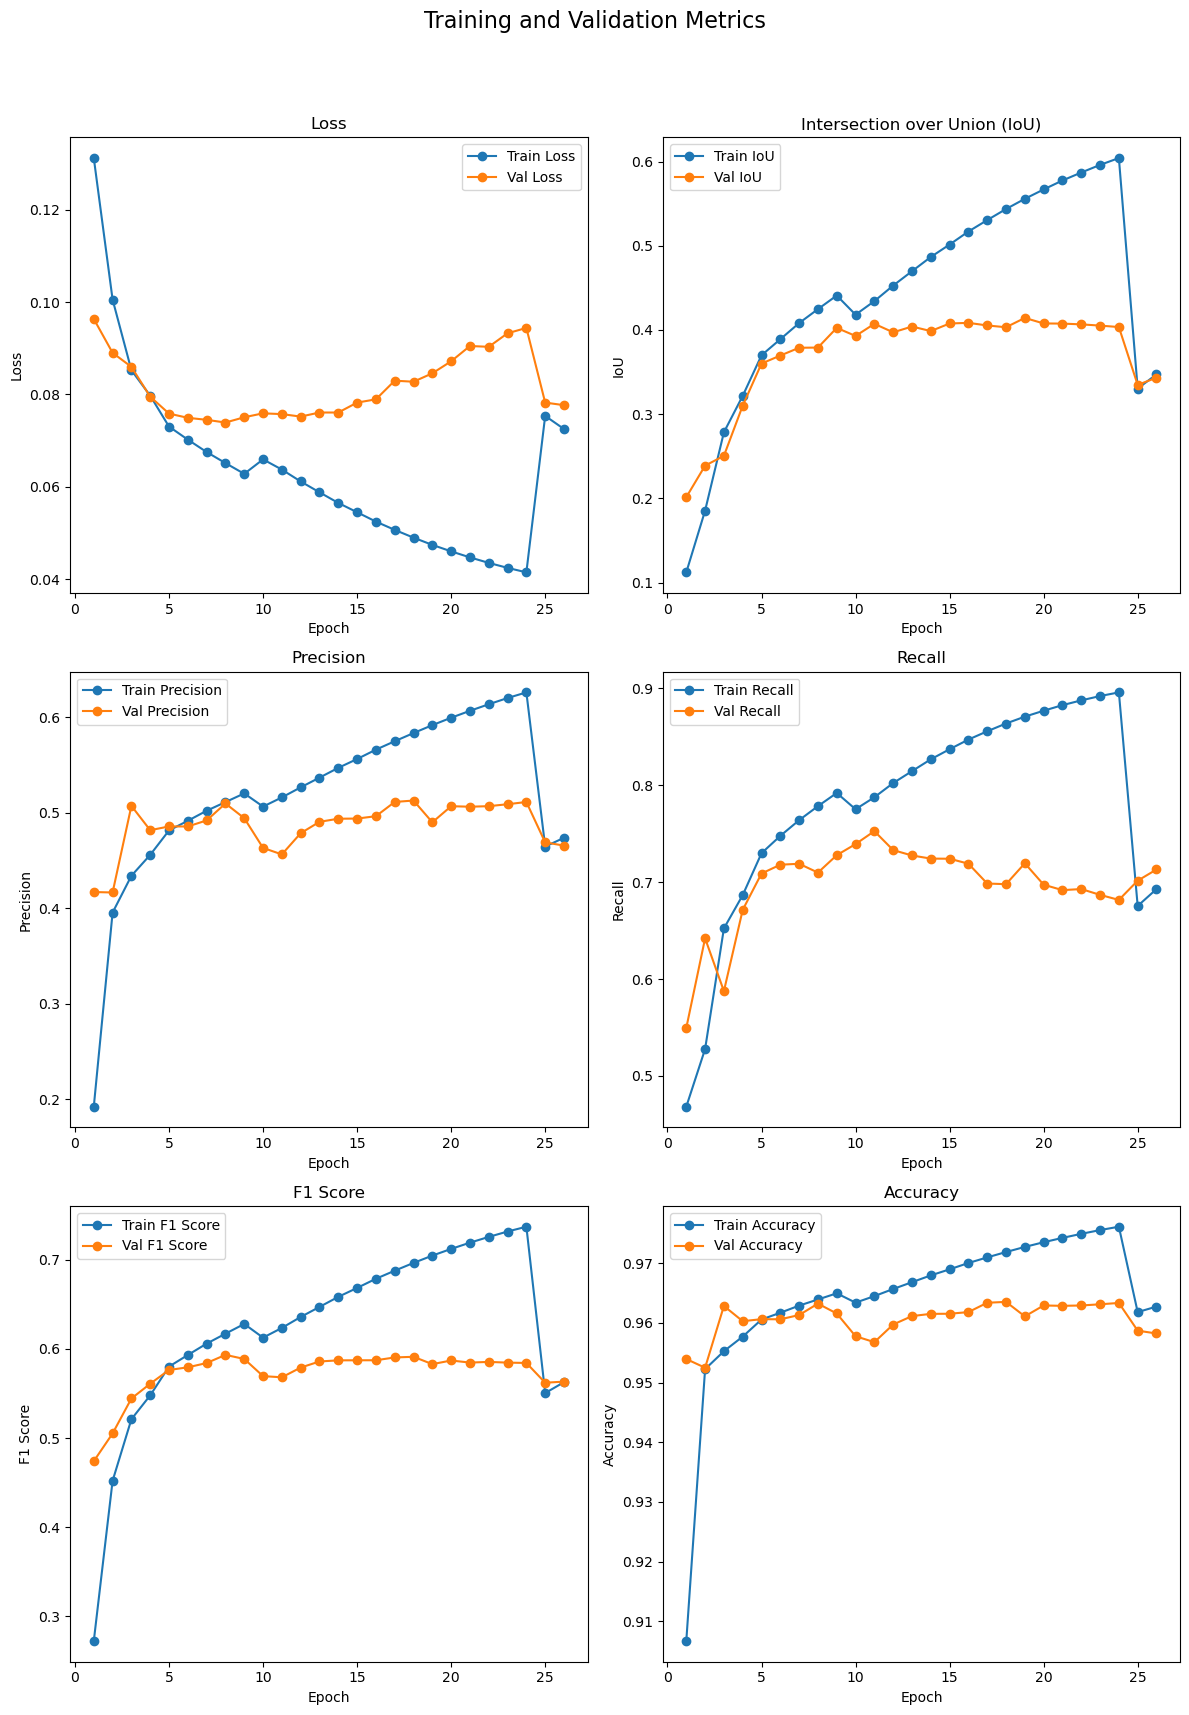 Training and Validation Metrics
Loss
Train Loss
Val Loss
0.12
0.10
0.08
0.06
0.04
Loss
0
5
10
15
20
25
Epoch
Intersection over Union (IoU)
Train IoU
Val IoU
0.6
0.5
0.4
0.3
0.2
0.1
IoU
0
5
10
15
20
25
Epoch
Precision
Train Precision
Val Precision
0.6
0.5
0.4
0.3
0.2
Precision
0
5
10
15
20
25
Epoch
Recall
Train Recall
Val Recall
0.9
0.8
0.7
0.6
0.5
Recall
0
5
10
15
20
25
Epoch
F1 Score
Train F1 Score
Val F1 Score
0.7
0.6
0.5
0.4
0.3
F1 Score
0
5
10
15
20
25
Epoch
Accuracy
Train Accuracy
Val Accuracy
0.97
0.96
0.95
0.94
0.93
0.92
0.91
Accuracy
0
5
10
15
20
25
Epoch